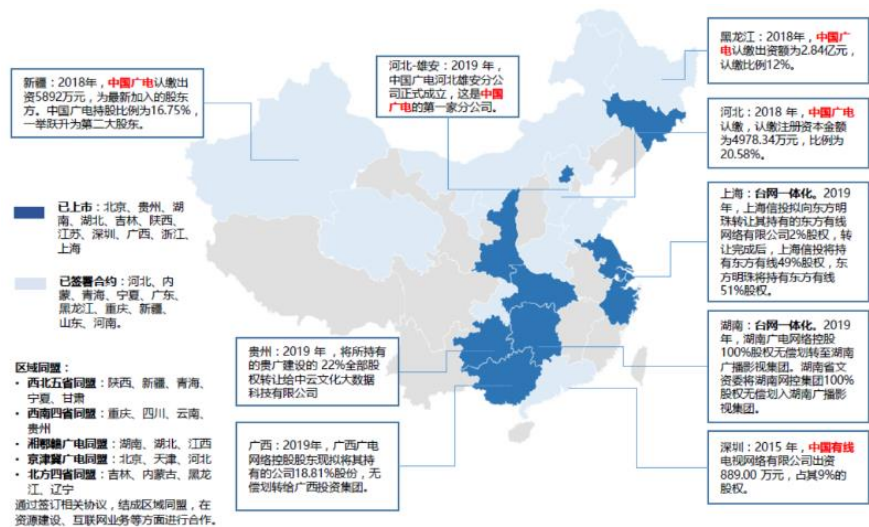 新疆：2018年，中国广电认缴出
资5892万元，为最新加入的股东
方。中国广电持股比例为16.75%，
一举跃升为第二大股东。
河北-雄安：2019 年，
中国广电河北雄安分公
司正式成立，这是中国
广电的第一家分公司。
黑龙江：2018年，中国广
电认缴出资额为2.84亿元，
认缴比例12%。
河北：2018 年，中国广电
认缴，认缴注册资本金额
为4978.34万元，比例为
20.58%。
已上市：北京、贵州、湖
南、湖北、吉林、陕西、
江苏、深圳、广西、浙江、
上海
已签署合约：河北、内
蒙、青海、宁夏、广东、
黑龙江、重庆、新疆、
山东、河南。
上海：台网一体化。2019
年，上海信投拟向东方明
珠转让其持有的东方有线
网络有限公司2%股权，转
让完成后，上海信投将持
有东方有线49%股权，东
方明珠将持有东方有线
51%股权。
湖南：台网一体化。2019
年，湖南广电网络控股
100%股权无偿划转至湖南
广播影视集团。湖南省文
资委将湖南网控集团100%
股权无偿划入湖南广播影
视集团。
贵州：2019 年 ，将所持有
的贵广建设的 22%全部股
权转让给中云文化大数据
科技有限公司
区域同盟：
• 西北五省同盟：陕西、新疆、青海、
宁夏、甘肃
• 西南四省同盟：重庆、四川、云南、
贵州
• 湘鄂赣广电同盟：湖南、湖北、江西
• 京津冀广电同盟：北京、天津、河北
• 北方四省同盟：吉林、内蒙古、黑龙
江、辽宁
通过签订相关协议，结成区域同盟，在
资源建设、互联网业务等方面进行合作。
广西：2019年，广西广电
网络控股股东现拟将其持
有的公司18.81%股份，无
偿划转给广西投资集团。
深圳：2015 年，中国有线
电视网络有限公司出资
889.00 万元，占其9%的
股权。